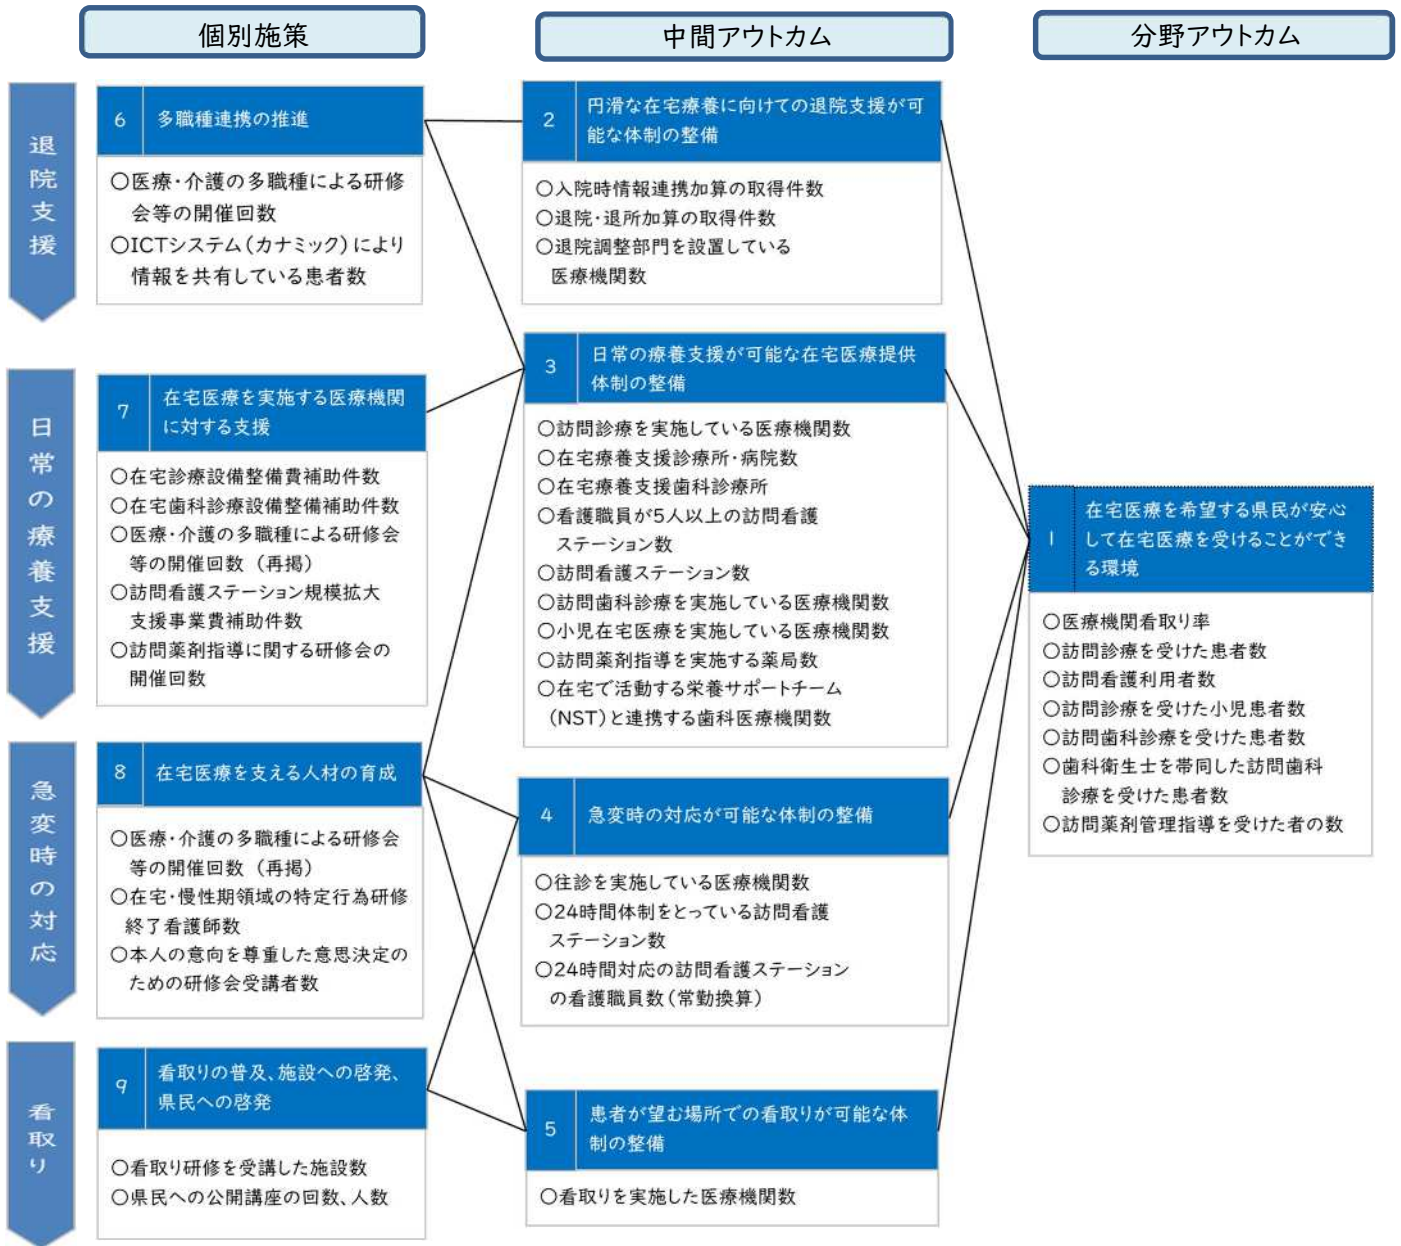 個別施策
中間アウトカム
分野アウトカム
退院支援
6
多職種連携の推進
○医療・介護の多職種による研修
会等の開催回数
○ICTシステム(カナミック)により
情報を共有している患者数
2
円滑な在宅療養に向けての退院支援が可
能な体制の整備
○入院時情報連携加算の取得件数
○退院・退所加算の取得件数
○退院調整部門を設置している
医療機関数
日常の療養支援
7
在宅医療を実施する医療機関
に対する支援
○在宅診療設備整備費補助件数
○在宅歯科診療設備整備補助件数
○医療・介護の多職種による研修会
等の開催回数 (再掲)
○訪問看護ステーション規模拡大
支援事業費補助件数
○訪問薬剤指導に関する研修会の
開催回数
3
日常の療養支援が可能な在宅医療提供
体制の整備
○訪問診療を実施している医療機関数
○在宅療養支援診療所・病院数
○在宅療養支援歯科診療所
○看護職員が5人以上の訪問看護
ステーション数
○訪問看護ステーション数
○訪問歯科診療を実施している医療機関数
○小児在宅医療を実施している医療機関数
○訪問薬剤指導を実施する薬局数
○在宅で活動する栄養サポートチーム
(NST)と連携する歯科医療機関数
1
在宅医療を希望する県民が安心
して在宅医療を受けることができ
る環境
○医療機関看取り率
○訪問診療を受けた患者数
○訪問看護利用者数
○訪問診療を受けた小児患者数
○訪問歯科診療を受けた患者数
○歯科衛生士を帯同した訪問歯科
診療を受けた患者数
○訪問薬剤管理指導を受けた者の数
急変時の対応
8
在宅医療を支える人材の育成
○医療・介護の多職種による研修会
等の開催回数 (再掲)
○在宅・慢性期領域の特定行為研修
終了看護師数
○本人の意向を尊重した意思決定の
ための研修会受講者数
4
急変時の対応が可能な体制の整備
○往診を実施している医療機関数
○24時間体制をとっている訪問看護
ステーション数
○24時間対応の訪問看護ステーション
の看護職員数(常勤換算)
看取り
9
看取りの普及、施設への啓発、
県民への啓発
○看取り研修を受講した施設数
○県民への公開講座の回数、人数
5
患者が望む場所での看取りが可能な体
制の整備
○看取りを実施した医療機関数